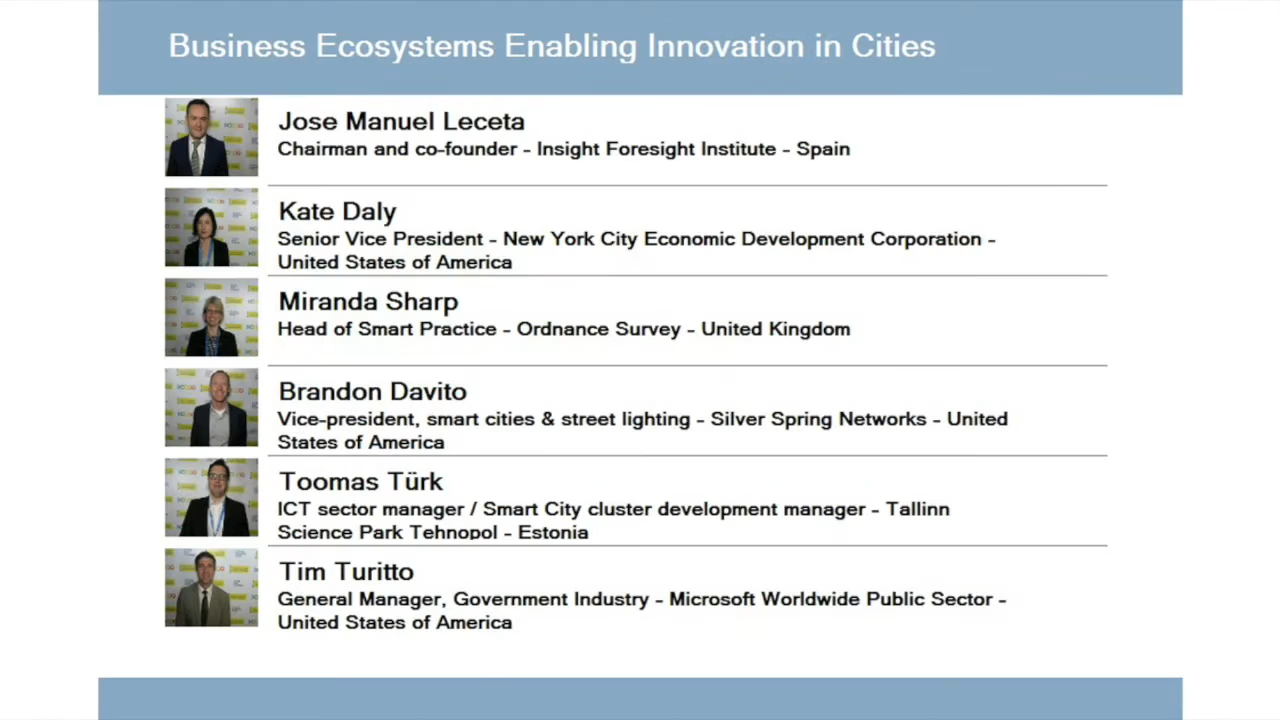 Business Ecosystems Enabling Innovation in Cities
Jose Manuel Leceta
Chairman and co-founder - Insight Foresight Institute - Spain
Kate Daly
Senior Vice President - New York City Economic Development Corporation -
United States of America
Miranda Sharp
Head of Smart Practice - Ordnance Survey - United Kingdom
Brandon Davito
Vice-president, smart cities & street lighting - Silver Spring Networks - United
States of America
Toomas Türk
ICT sector manager / Smart City cluster development manager - Tallinn
Science Park Tehnopol - Estonia
Tim Turitto
General Manager, Government Industry - Microsoft Worldwide Public Sector -
United States of America